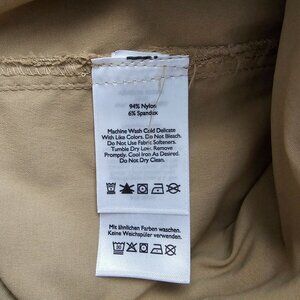 94% Nylon
6% Spandex
Machine Wash Cold Delicate
With Like Colors. Do Not Bleach.
Do Not Use Fabric Softeners.
Tumble Dry Low. Remove
Promptly. Cool Iron As Desired.
Do Not Dry Clean.
Mit ähnlichen Farben waschen.
Keine Weichspüler verwenden.